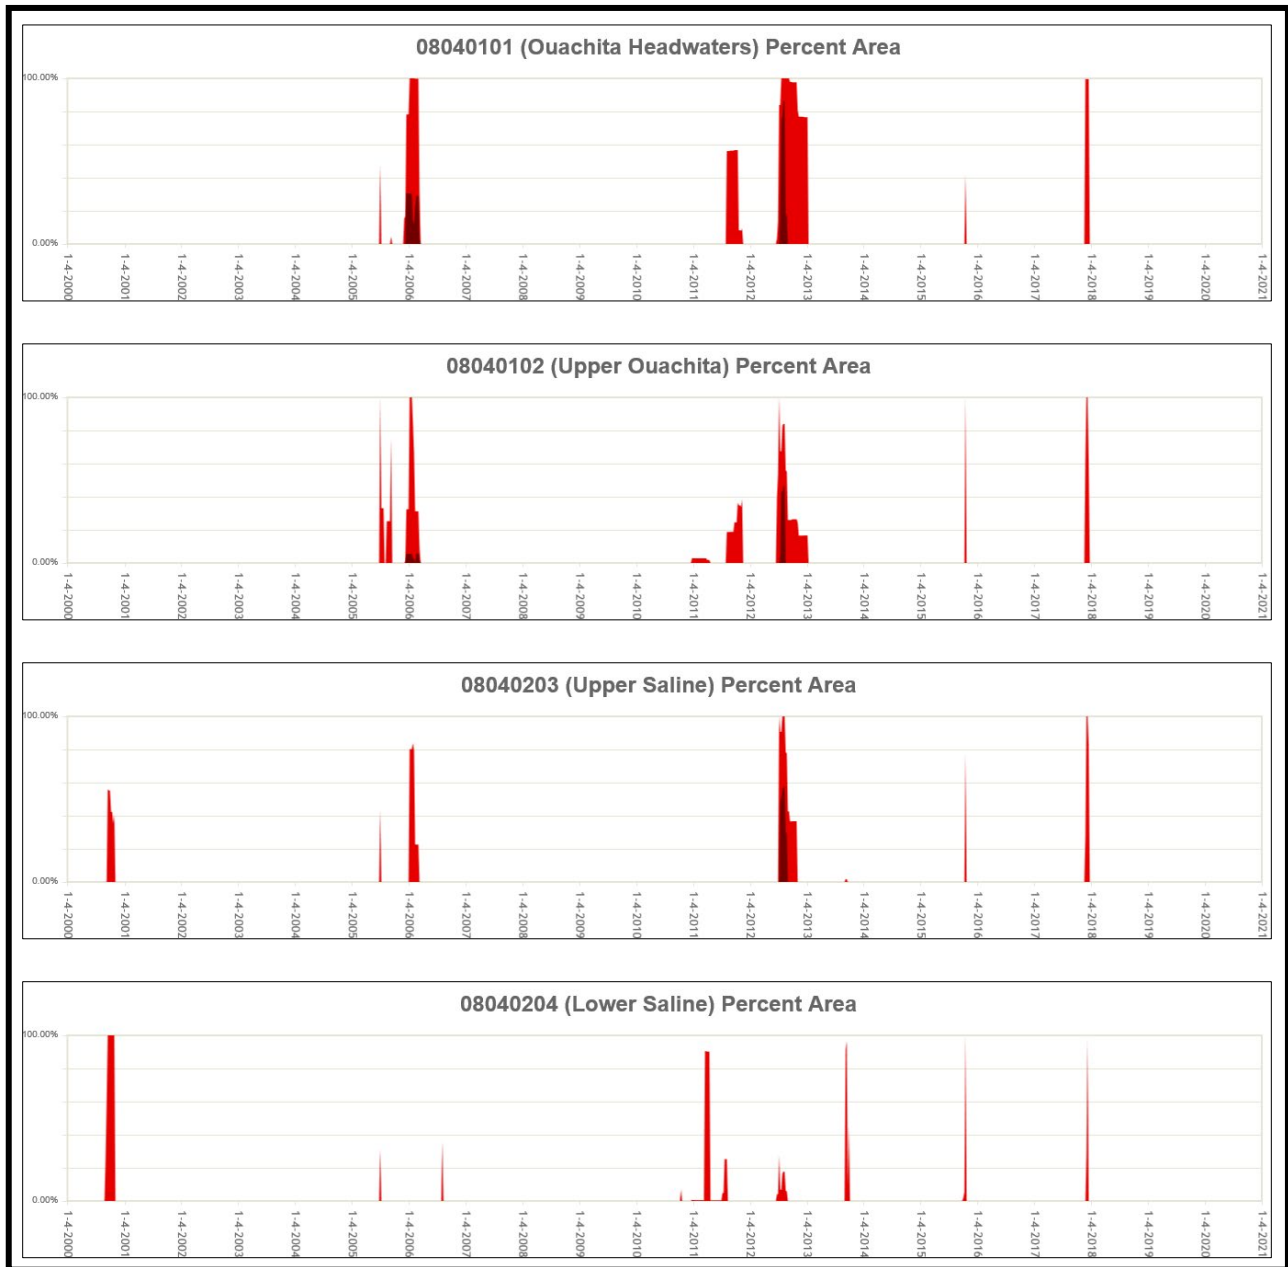 08040101 (Ouachita Headwaters) Percent Area
100.00%
0.00%
1-4-2000 1-4-2001 1-4-2002 1-4-2003 1-4-2004 1-4-2005 1-4-2006 1-4-2007 1-4-2008 1-4-2009 1-4-2010 1-4-2011 1-4-2012 1-4-2013 1-4-2014 1-4-2015 1-4-2016 1-4-2017 1-4-2018 1-4-2019 1-4-2020 1-4-2021
08040102 (Upper Ouachita) Percent Area
100.00%
0.00%
1-4-2000 1-4-2001 1-4-2002 1-4-2003 1-4-2004 1-4-2005 1-4-2006 1-4-2007 1-4-2008 1-4-2009 1-4-2010 1-4-2011 1-4-2012 1-4-2013 1-4-2014 1-4-2015 1-4-2016 1-4-2017 1-4-2018 1-4-2019 1-4-2020 1-4-2021
08040203 (Upper Saline) Percent Area
100.00%
0.00%
1-4-2000 1-4-2001 1-4-2002 1-4-2003 1-4-2004 1-4-2005 1-4-2006 1-4-2007 1-4-2008 1-4-2009 1-4-2010 1-4-2011 1-4-2012 1-4-2013 1-4-2014 1-4-2015 1-4-2016 1-4-2017 1-4-2018 1-4-2019 1-4-2020 1-4-2021
08040204 (Lower Saline) Percent Area
100.00%
0.00%
1-4-2000 1-4-2001 1-4-2002 1-4-2003 1-4-2004 1-4-2005 1-4-2006 1-4-2007 1-4-2008 1-4-2009 1-4-2010 1-4-2011 1-4-2012 1-4-2013 1-4-2014 1-4-2015 1-4-2016 1-4-2017 1-4-2018 1-4-2019 1-4-2020 1-4-2021